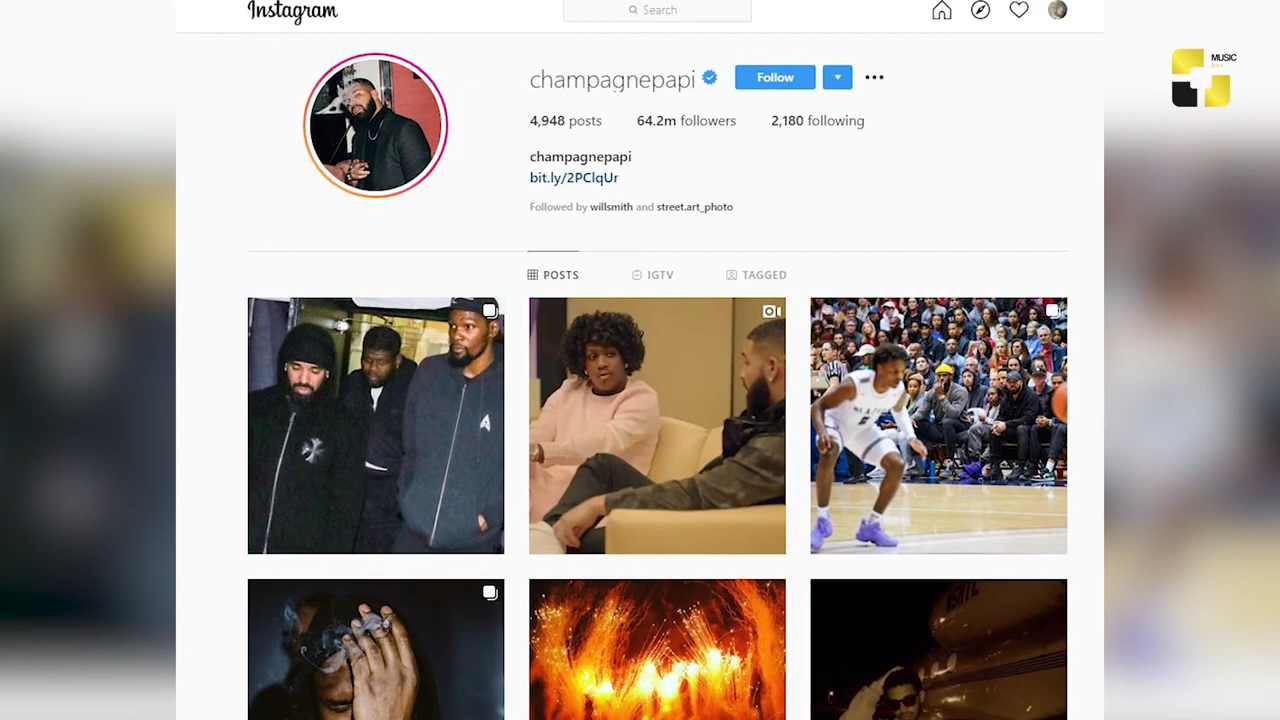 Instagram
Search
champagnepapi
Follow
4,948 posts 64.2m followers 2,180 following
champagnepapi
bit.ly/2PClqUr
Followed by willsmith and street.art_photo
POSTS IGTV TAGGED
MUSIC